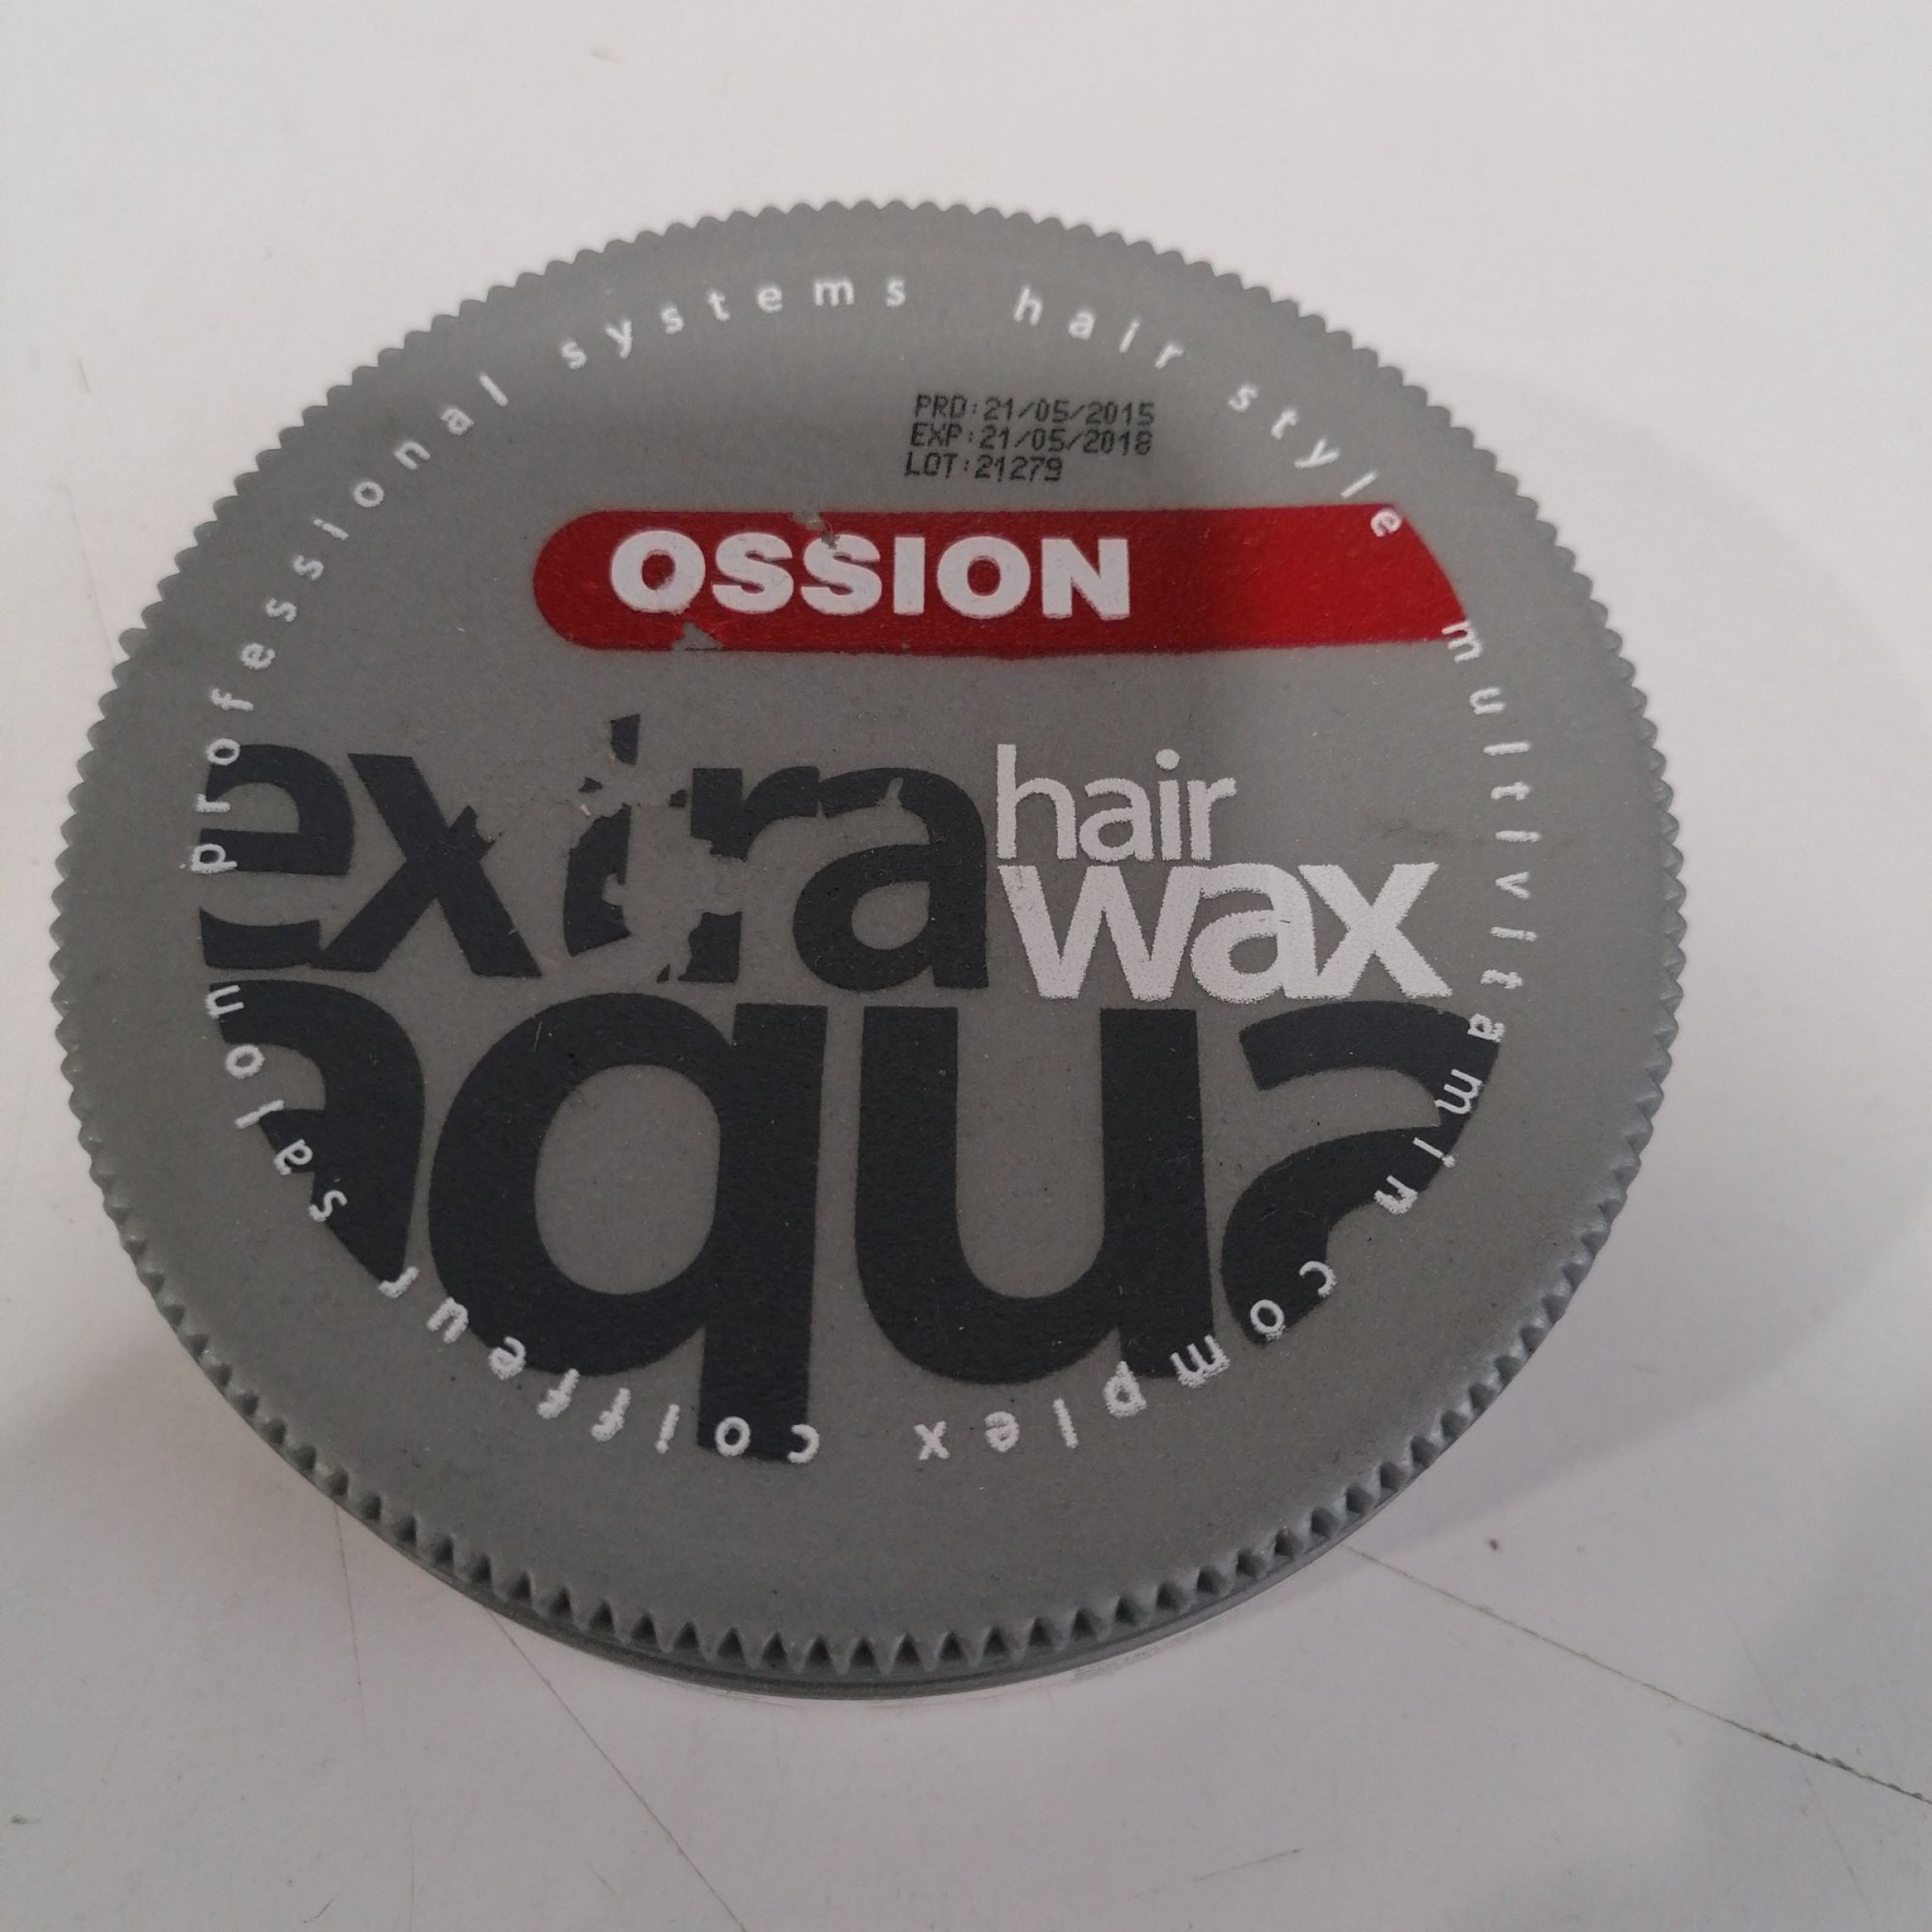 professional systems hair style multivitamin complex coiffeur salon
PRD:21/05/2015
EXP:21/05/2018
LOT:21279
OSSION
extra hair wax
aqua